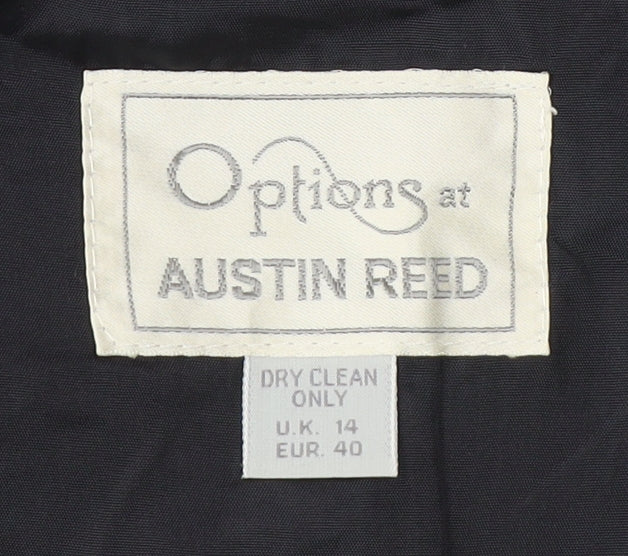 Options at
AUSTIN REED
DRY CLEAN
ONLY
U.K. 14
EUR. 40